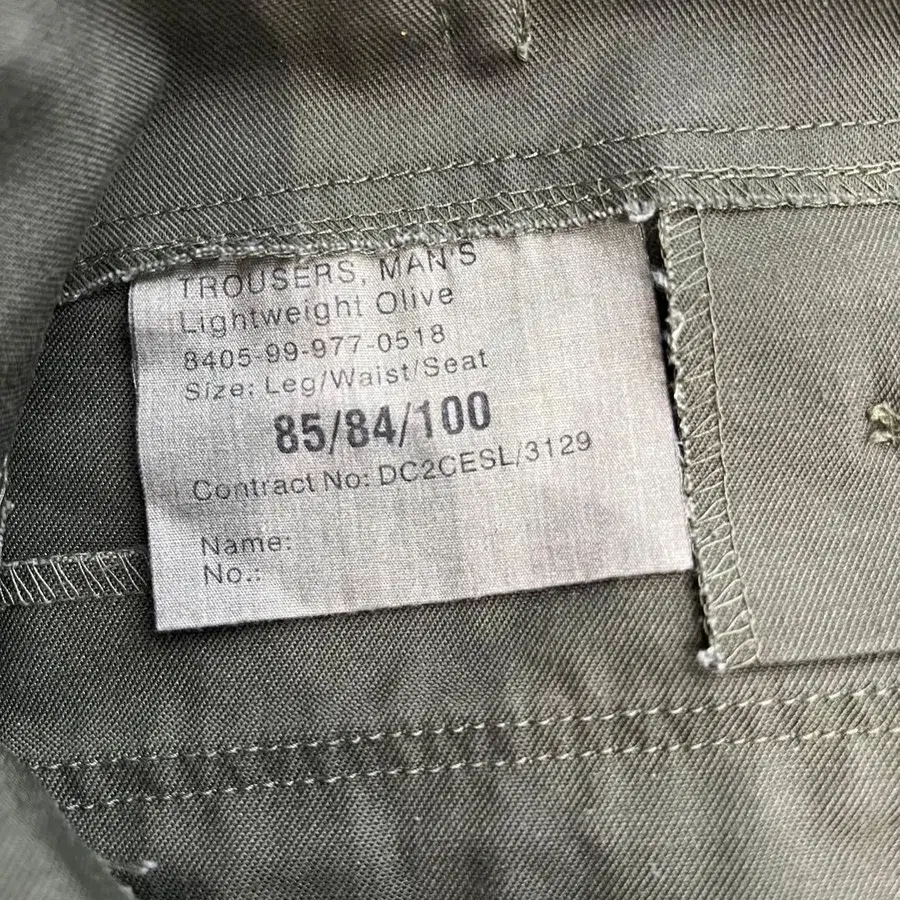 TROUSERS, MAN'S
Lightweight Olive
8405-99-977-0518
Size: Leg/Waist/Seat
85/84/100
Contract No: DC2CESL/3129
Name:
No.: